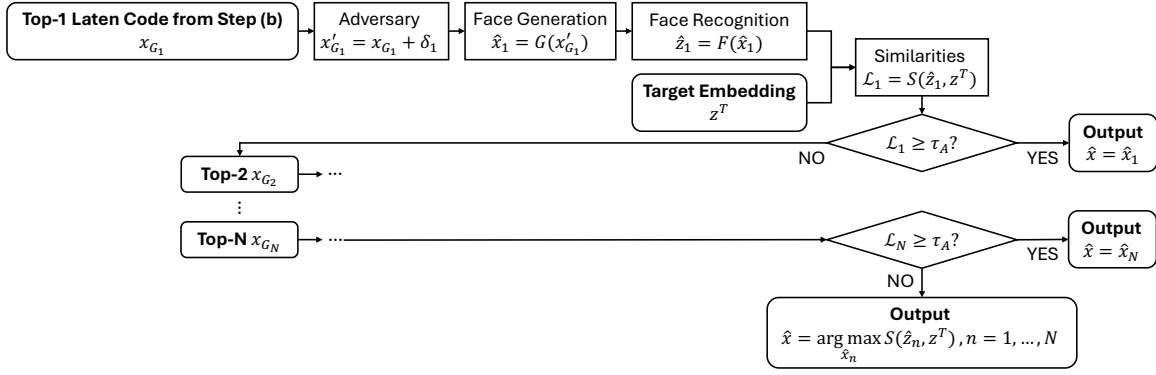 Top-1 Laten Code from Step (b)
x_{G_1}
Adversary
x'_{G_1} = x_{G_1} + δ_1
Face Generation
x̂_1 = G(x'_{G_1})
Face Recognition
ẑ_1 = F(x̂_1)
Target Embedding
z^T
Similarities
ℒ_1 = S(ẑ_1, z^T)
ℒ_1 ≥ τ_A?
NO
YES
Output
x̂ = x̂_1
Top-2 x_{G_2}
...
⋮
Top-N x_{G_N}
...
ℒ_N ≥ τ_A?
YES
Output
x̂ = x̂_N
NO
Output
x̂ = arg max S(ẑ_n, z^T), n = 1, ..., N
x̂_n